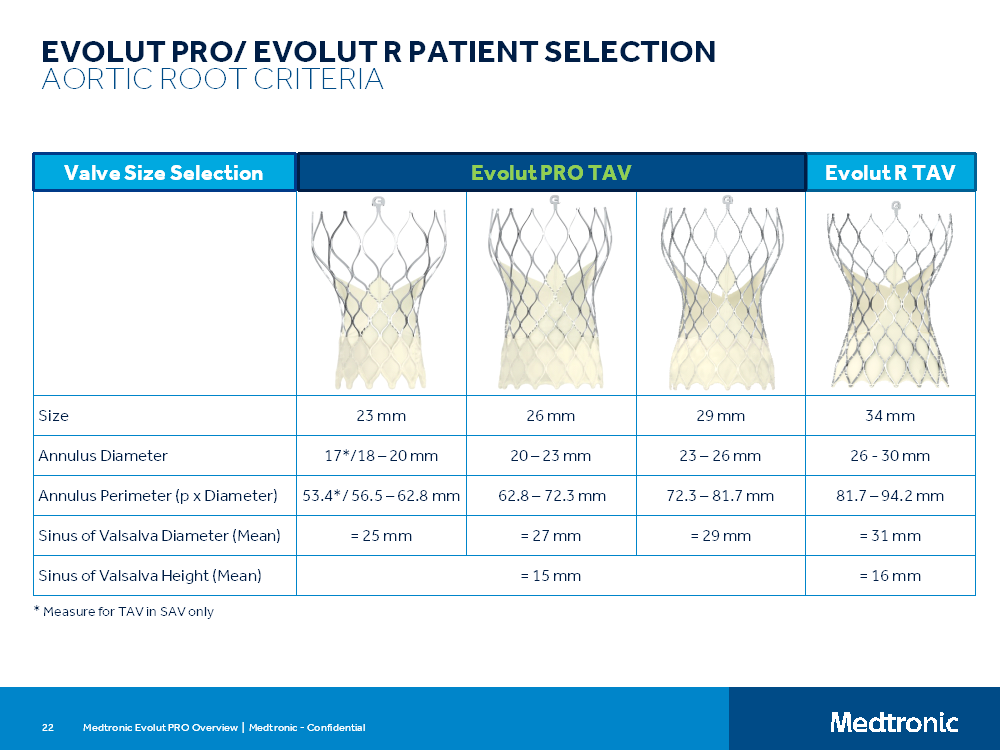 EVOLUT PRO/ EVOLUT R PATIENT SELECTION
AORTIC ROOT CRITERIA
Valve Size Selection Evolut PRO TAV Evolut R TAV
Size 23 mm 26 mm 29 mm 34 mm
Annulus Diameter 17*/18 – 20 mm 20 – 23 mm 23 – 26 mm 26 - 30 mm
Annulus Perimeter (p x Diameter) 53.4*/ 56.5 – 62.8 mm 62.8 – 72.3 mm 72.3 – 81.7 mm 81.7 – 94.2 mm
Sinus of Valsalva Diameter (Mean) = 25 mm = 27 mm = 29 mm = 31 mm
Sinus of Valsalva Height (Mean) = 15 mm = 16 mm
* Measure for TAV in SAV only
22 Medtronic Evolut PRO Overview | Medtronic - Confidential
Medtronic